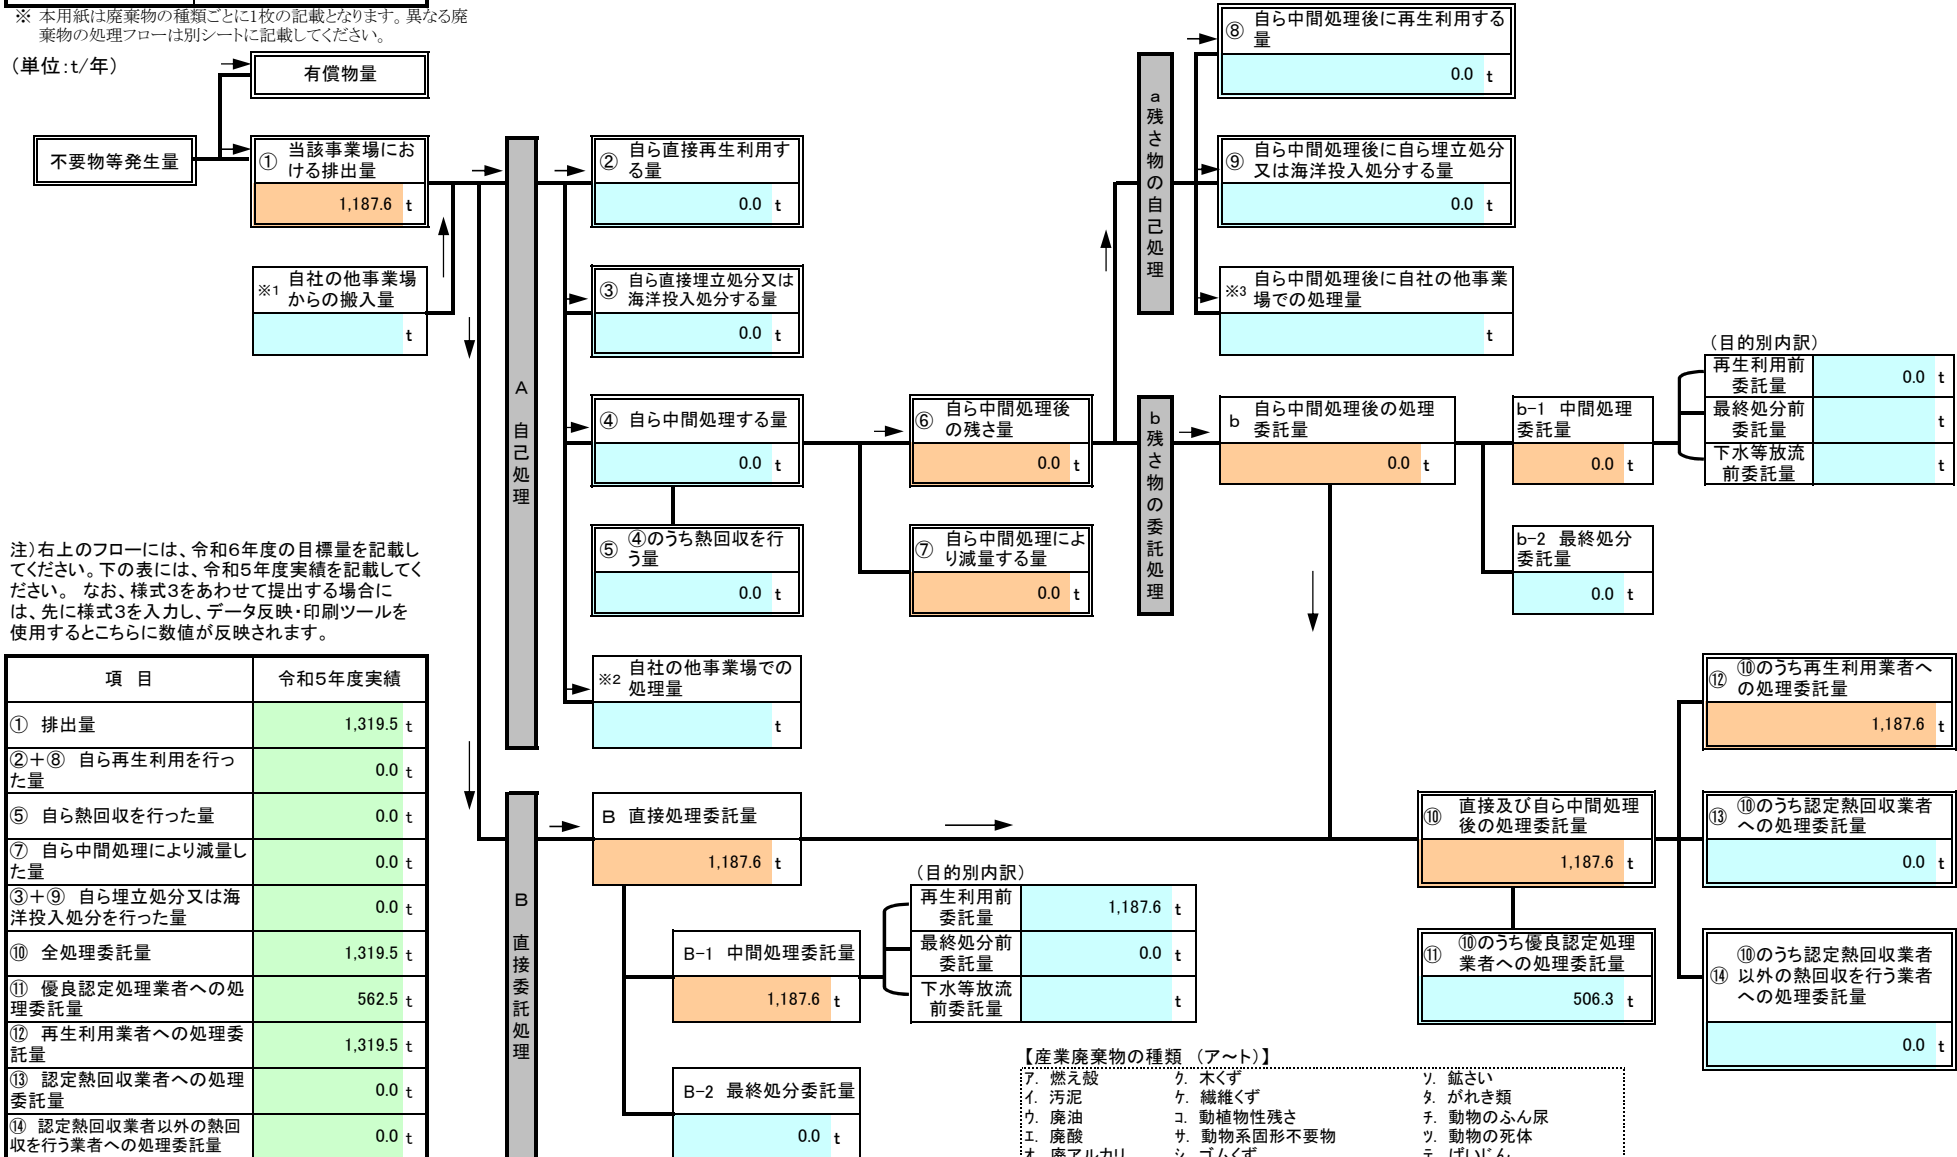 ※ 本用紙は廃棄物の種類ごとに1枚の記載となります。異なる廃
棄物の処理フローは別シートに記載してください。
（単位:t/年）
有償物量
不要物等発生量
① 当該事業場にお
ける排出量
1,187.6 t
※1 自社の他事業場
からの搬入量
t
A 自己処理
② 自ら直接再生利用す
る量
0.0 t
③ 自ら直接埋立処分又は
海洋投入処分する量
0.0 t
④ 自ら中間処理する量
0.0 t
⑤ ④のうち熱回収を行
う量
0.0 t
※2 自社の他事業場での
処理量
t
⑥ 自ら中間処理後
の残さ量
0.0 t
⑦ 自ら中間処理によ
り減量する量
0.0 t
a 残さ物の自己処理
⑧ 自ら中間処理後に再生利用する
量
0.0 t
⑨ 自ら中間処理後に自ら埋立処分
又は海洋投入処分する量
0.0 t
※3 自ら中間処理後に自社の他事業
場での処理量
t
b 残さ物の委託処理
b 自ら中間処理後の処理
委託量
0.0 t
b-1 中間処理
委託量
0.0 t
（目的別内訳）
再生利用前
委託量
0.0 t
最終処分前
委託量
t
下水等放流
前委託量
t
b-2 最終処分
委託量
0.0 t
注）右上のフローには、令和6年度の目標量を記載し
てください。下の表には、令和5年度実績を記載してく
ださい。 なお、様式3をあわせて提出する場合に
は、先に様式3を入力し、データ反映・印刷ツールを
使用するとこちらに数値が反映されます。
項 目 令和5年度実績
① 排出量 1,319.5 t
②＋⑧ 自ら再生利用を行っ
た量
0.0 t
⑤ 自ら熱回収を行った量 0.0 t
⑦ 自ら中間処理により減量し
た量
0.0 t
③＋⑨ 自ら埋立処分又は海
洋投入処分を行った量
0.0 t
⑩ 全処理委託量 1,319.5 t
⑪ 優良認定処理業者への処
理委託量
562.5 t
⑫ 再生利用業者への処理委
託量
1,319.5 t
⑬ 認定熱回収業者への処理
委託量
0.0 t
⑭ 認定熱回収業者以外の熱回
収を行う業者への処理委託量
0.0 t
B 直接委託処理
B 直接処理委託量
1,187.6 t
B-1 中間処理委託量
1,187.6 t
（目的別内訳）
再生利用前
委託量
1,187.6 t
最終処分前
委託量
0.0 t
下水等放流
前委託量
t
B-2 最終処分委託量
0.0 t
⑩ 直接及び自ら中間処理
後の処理委託量
1,187.6 t
⑪ ⑩のうち優良認定処理
業者への処理委託量
506.3 t
⑫ ⑩のうち再生利用業者へ
の処理委託量
1,187.6 t
⑬ ⑩のうち認定熱回収業者
への処理委託量
0.0 t
⑭ ⑩のうち認定熱回収業者
以外の熱回収を行う業者
への処理委託量
0.0 t
【産業廃棄物の種類 （ア～ト）】
ア. 燃え殻 ク. 木くず ソ. 鉱さい
イ. 汚泥 ケ. 繊維くず タ. がれき類
ウ. 廃油 コ. 動植物性残さ チ. 動物のふん尿
エ. 廃酸 サ. 動物系固形不要物 ツ. 動物の死体
オ. 廃アルカリ シ. ゴムくず テ. ばいじん